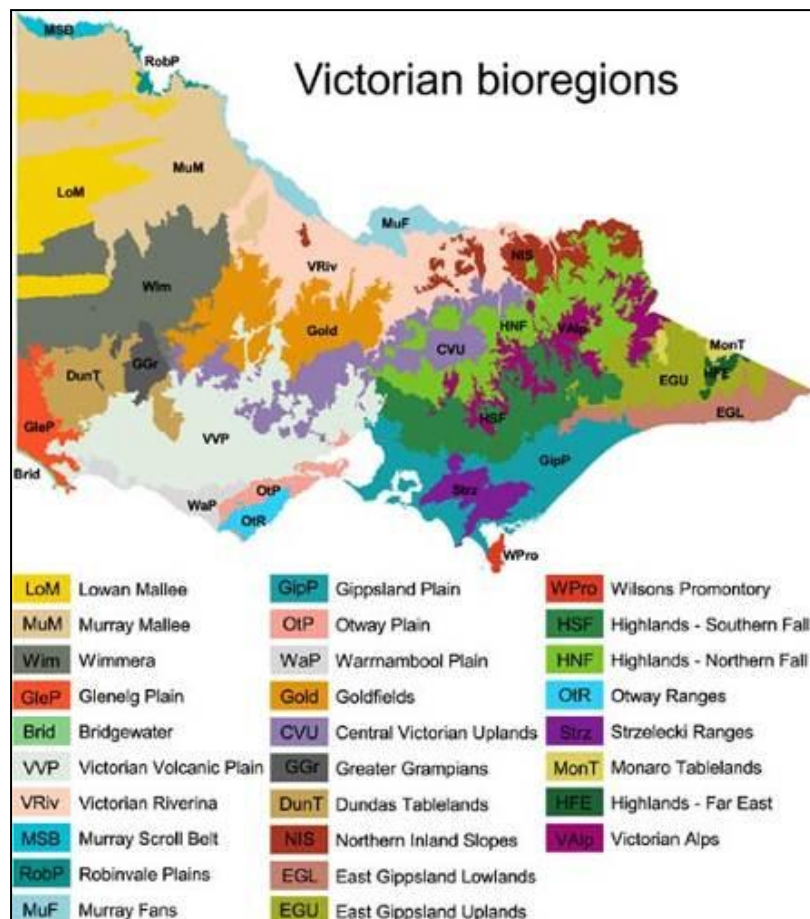 Victorian bioregions
MSB
RobP
LoM
MuM
MuF
VRiv
NIS
Wim
Gold
HNF
VAlp
CVU
MonT
GGr
DunT
EGU
HFE
GleP
HSF
EGL
VVP
GipP
Brid
OtP
Strz
WaP
OtR
WPro
LoM Lowan Mallee
MuM Murray Mallee
Wim Wimmera
GleP Glenelg Plain
Brid Bridgewater
VVP Victorian Volcanic Plain
VRiv Victorian Riverina
MSB Murray Scroll Belt
RobP Robinvale Plains
MuF Murray Fans
GipP Gippsland Plain
OtP Otway Plain
WaP Warrnambool Plain
Gold Goldfields
CVU Central Victorian Uplands
GGr Greater Grampians
DunT Dundas Tablelands
NIS Northern Inland Slopes
EGL East Gippsland Lowlands
EGU East Gippsland Uplands
WPro Wilsons Promontory
HSF Highlands - Southern Fall
HNF Highlands - Northern Fall
OtR Otway Ranges
Strz Strzelecki Ranges
MonT Monaro Tablelands
HFE Highlands - Far East
VAlp Victorian Alps